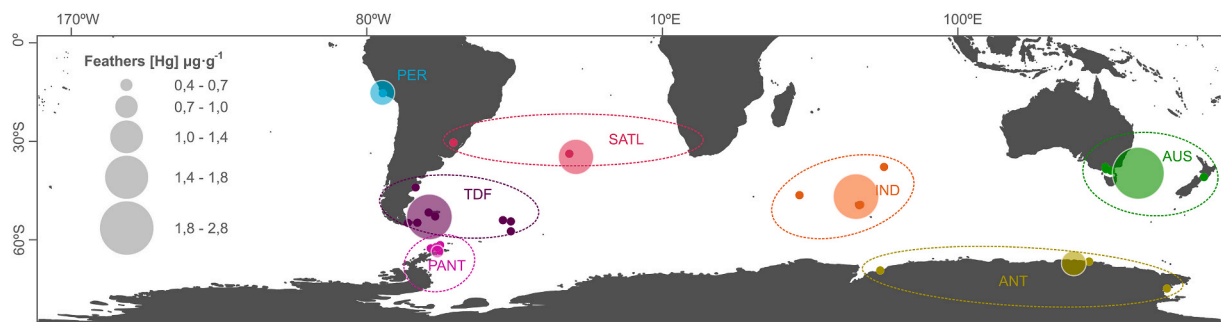 170ºW 80ºW 10ºE 100ºE
0º
Feathers [Hg] µg·g⁻¹
0,4 - 0,7
0,7 - 1,0
1,0 - 1,4
1,4 - 1,8
1,8 - 2,8
PER
30ºS
SATL
AUS
TDF
IND
60ºS
PANT
ANT